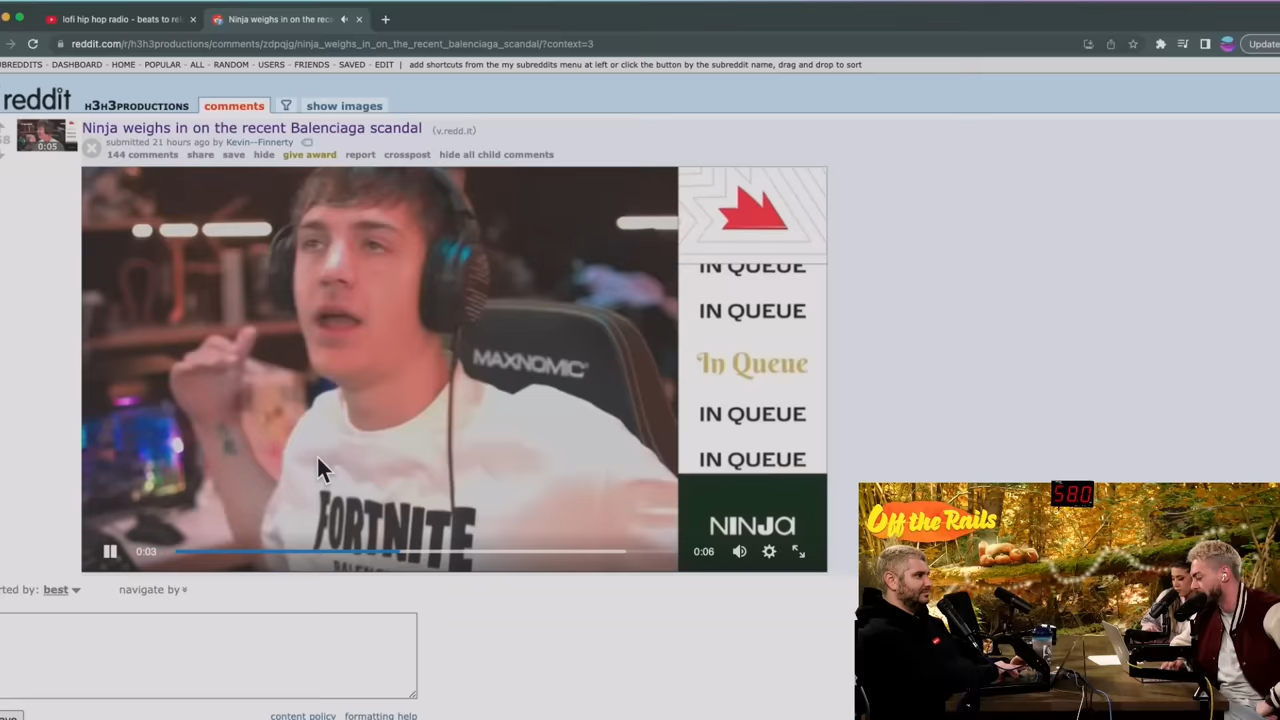 lofi hip hop radio - beats to rel
Ninja weighs in on the rece
reddit.com/r/h3h3productions/comments/zdpqjg/ninja_weighs_in_on_the_recent_balenciaga_scandal/?context=3
Update
UBREDDITS - DASHBOARD - HOME - POPULAR - ALL - RANDOM - USERS - FRIENDS - SAVED - EDIT | add shortcuts from the my subreddits menu at left or click the button by the subreddit name, drag and drop to sort
reddit H3H3PRODUCTIONS comments show images
Ninja weighs in on the recent Balenciaga scandal (v.redd.it)
submitted 21 hours ago by Kevin--Finnerty
144 comments share save hide give award report crosspost hide all child comments
0:05
IN QUEUE
IN QUEUE
In Queue
IN QUEUE
IN QUEUE
MAXNOMIC
FORTNITE
NINJA
0:03
0:06
580
Off the Rails
rted by: best navigate by
content policy formatting help